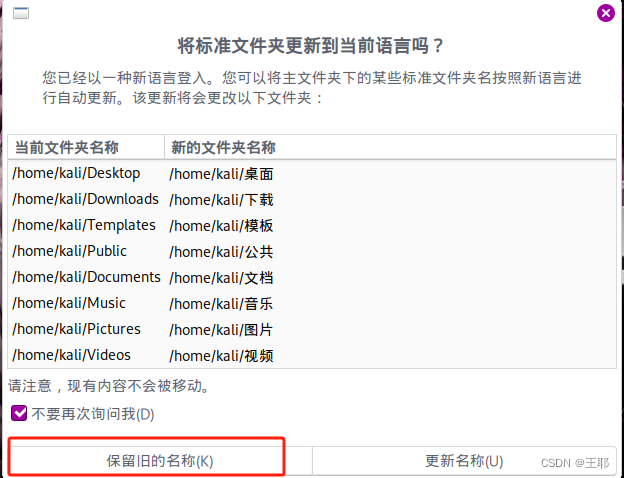 将标准文件夹更新到当前语言吗？
您已经以一种新语言登入。您可以将主文件夹下的某些标准文件夹名按照新语言进
行自动更新。该更新将会更改以下文件夹：
当前文件夹名称 新的文件夹名称
/home/kali/Desktop /home/kali/桌面
/home/kali/Downloads /home/kali/下载
/home/kali/Templates /home/kali/模板
/home/kali/Public /home/kali/公共
/home/kali/Documents /home/kali/文档
/home/kali/Music /home/kali/音乐
/home/kali/Pictures /home/kali/图片
/home/kali/Videos /home/kali/视频
请注意，现有内容不会被移动。
不要再次询问我(D)
保留旧的名称(K) 更新名称(U) CSDN @王耶